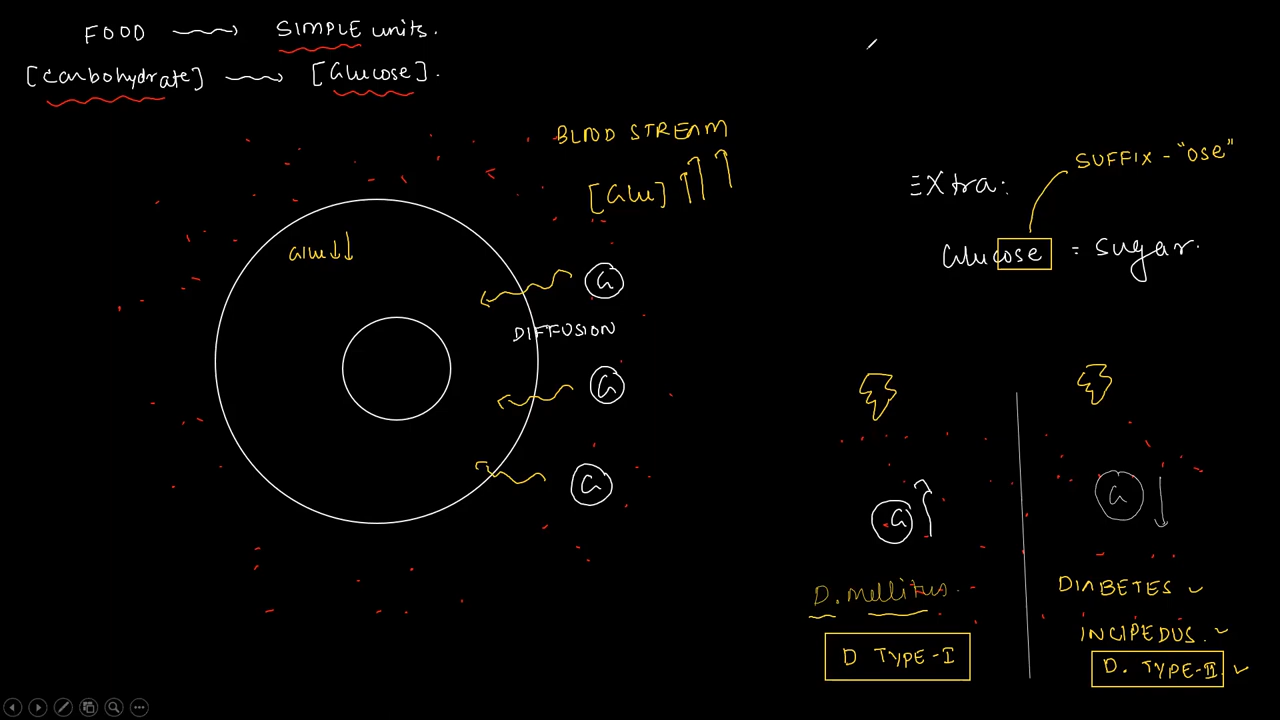 FOOD → SIMPLE units.
[carbohydrate] → [Glucose].
BLOOD STREAM
[Glu] ↑↑↑
Glu ↓↓
G
DIFFUSION
G
G
SUFFIX - "OSE"
Extra:
Glucose = sugar.
G ↑
D. mellitus.
D TYPE-I
G ↓
DIABETES ✓
INCIPEDUS. ✓
D. TYPE-II ✓